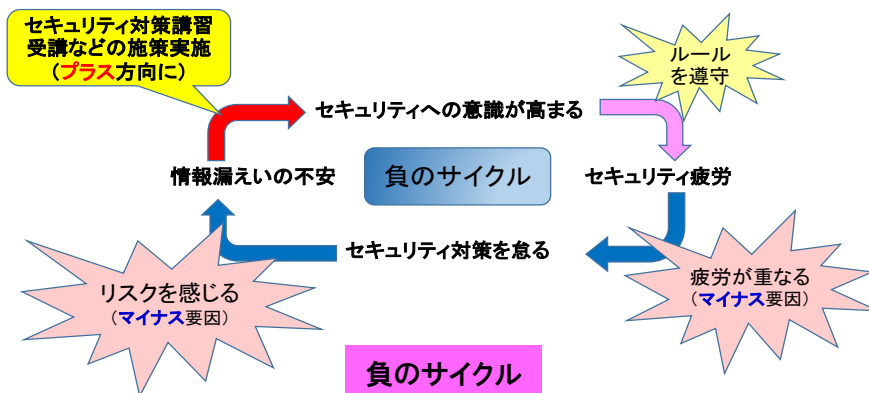 セキュリティ対策講習
受講などの施策実施
（プラス方向に）
ルール
を遵守
セキュリティへの意識が高まる
情報漏えいの不安
負のサイクル
セキュリティ疲労
セキュリティ対策を怠る
リスクを感じる
（マイナス要因）
疲労が重なる
（マイナス要因）
負のサイクル